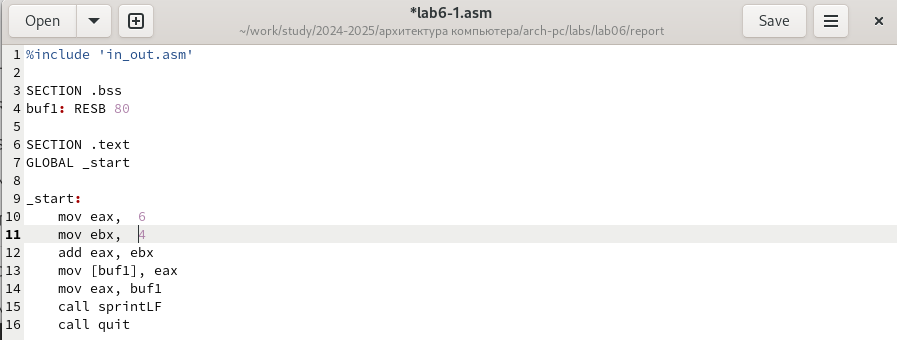 Open
*lab6-1.asm
~/work/study/2024-2025/архитектура компьютера/arch-pc/labs/lab06/report
Save
1 %include 'in_out.asm'
2
3 SECTION .bss
4 buf1: RESB 80
5
6 SECTION .text
7 GLOBAL _start
8
9 _start:
10     mov eax,  6
11     mov ebx,  4
12     add eax, ebx
13     mov [buf1], eax
14     mov eax, buf1
15     call sprintLF
16     call quit